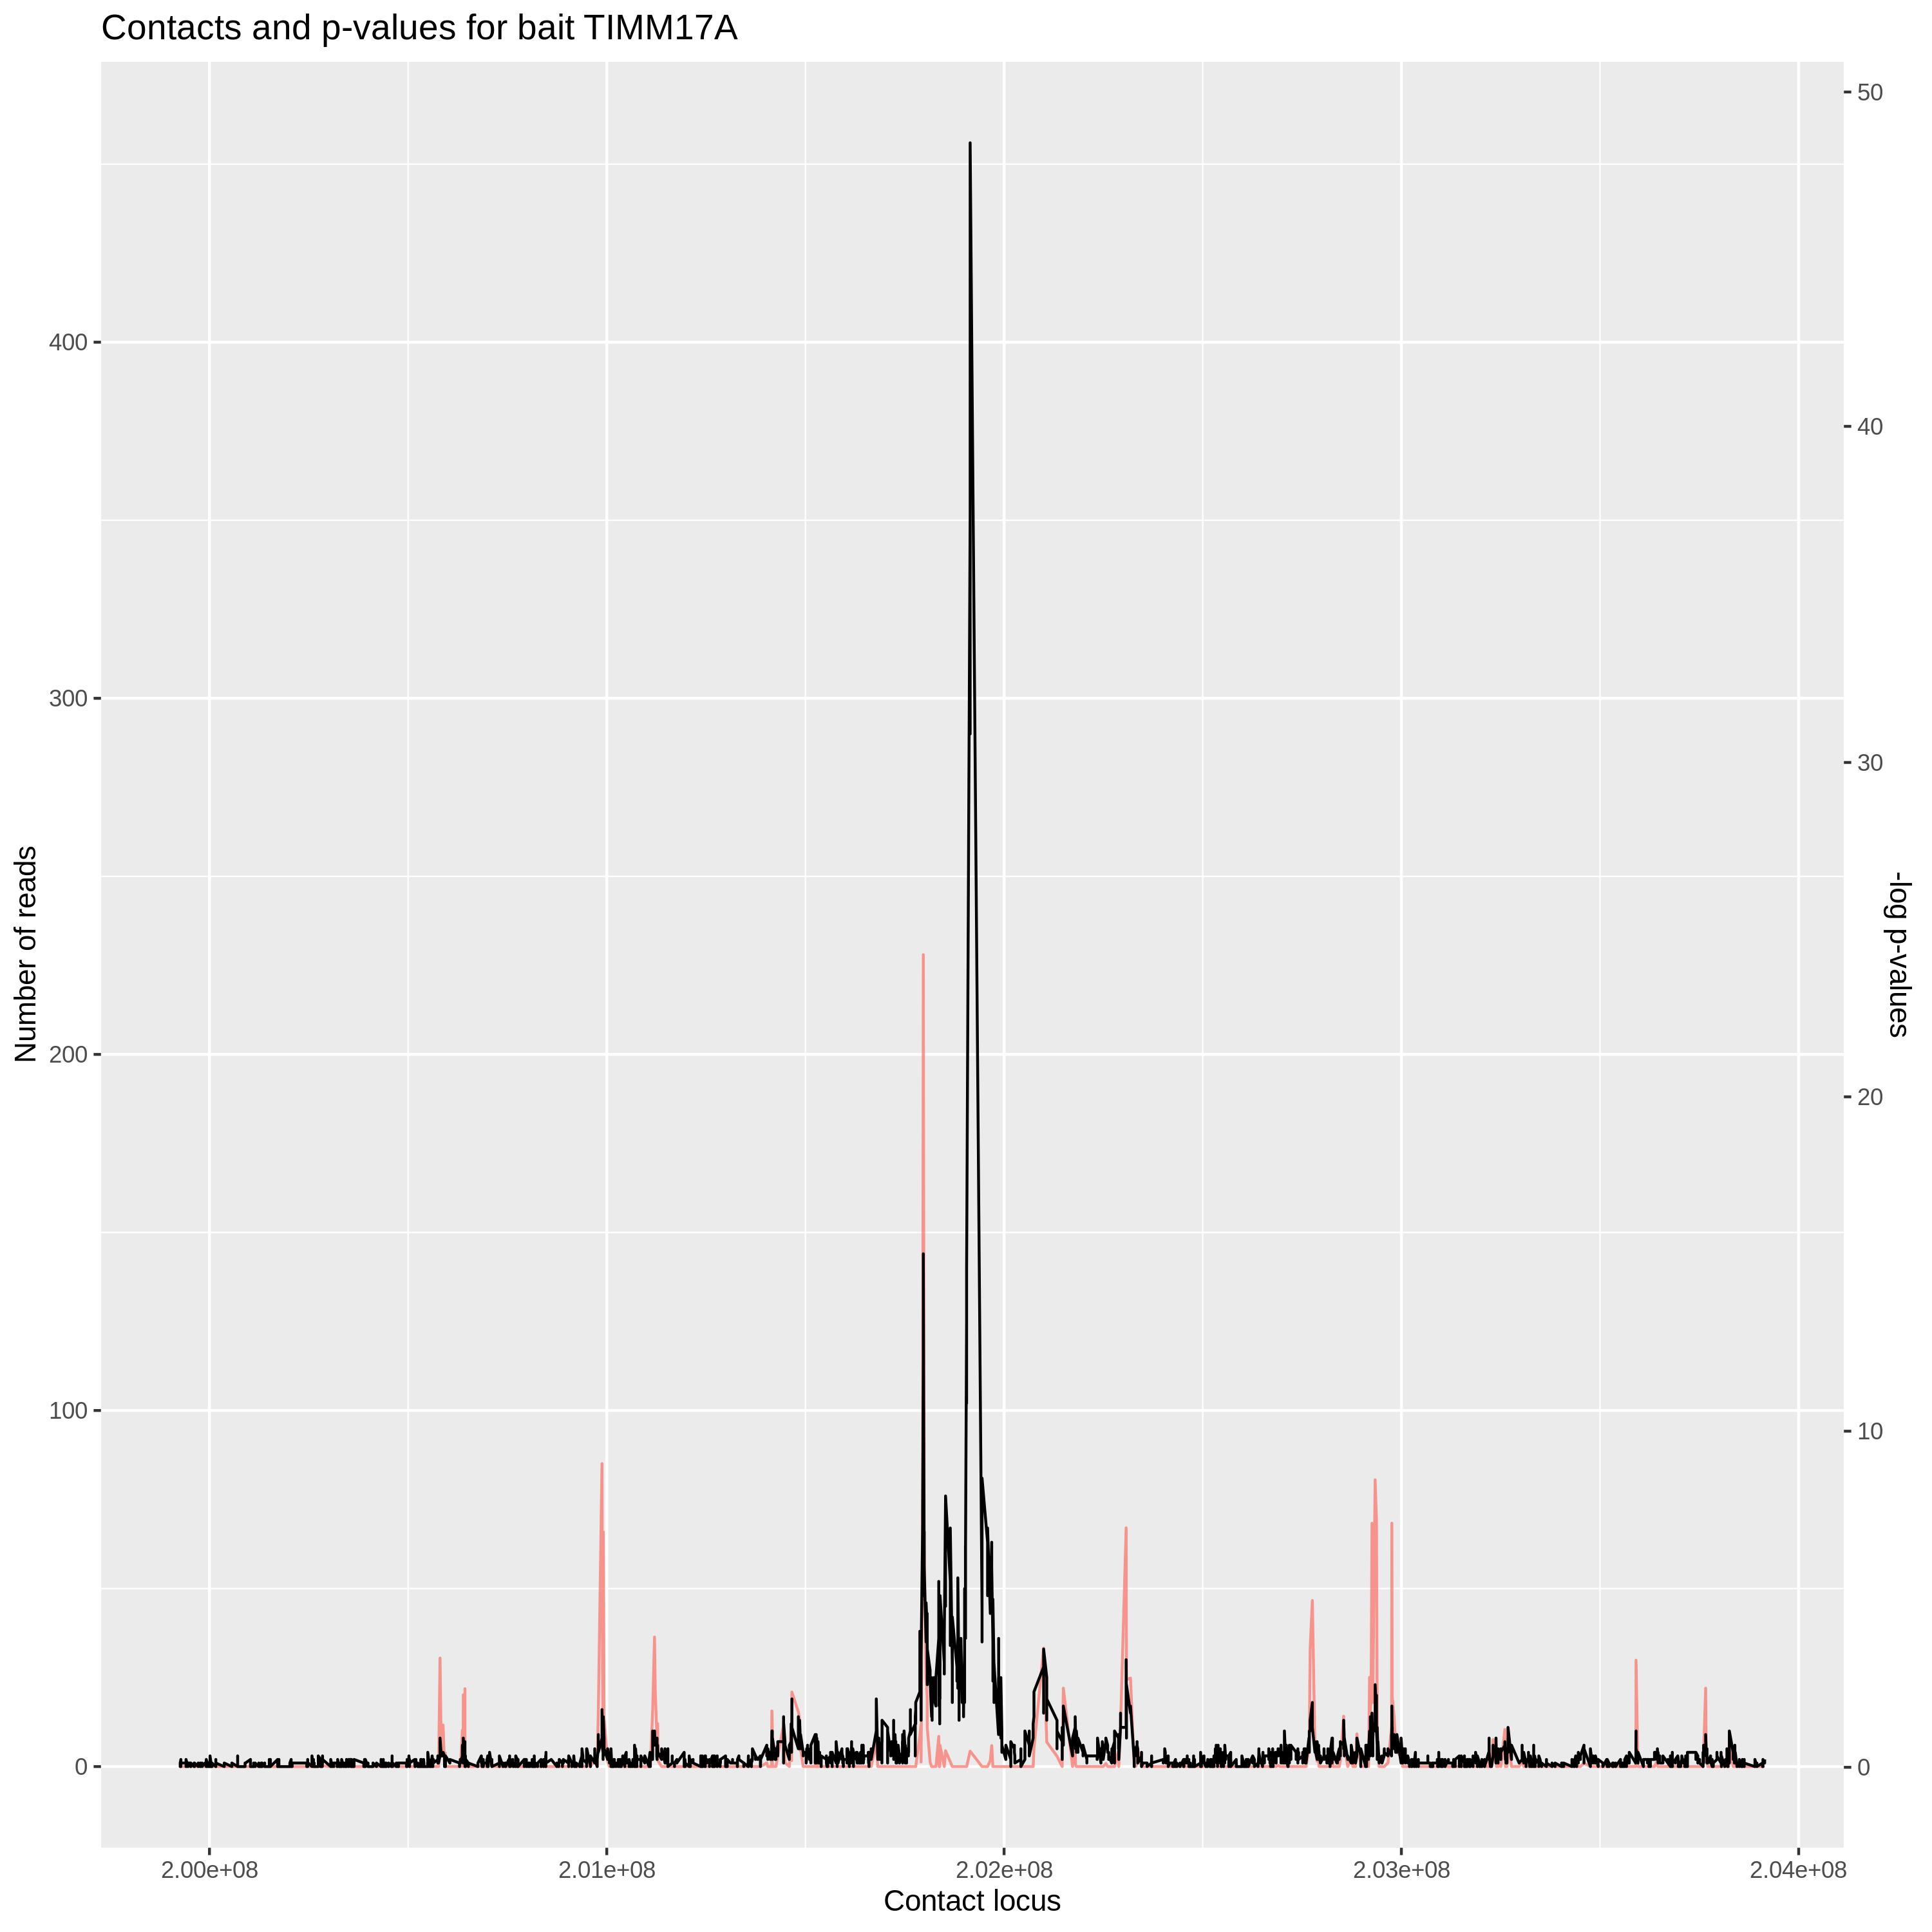 Contacts and p-values for bait TIMM17A
Number of reads
400
300
200
100
0
50
40
30
20
10
0
-log p-values
2.00e+08 2.01e+08 2.02e+08 2.03e+08 2.04e+08
Contact locus